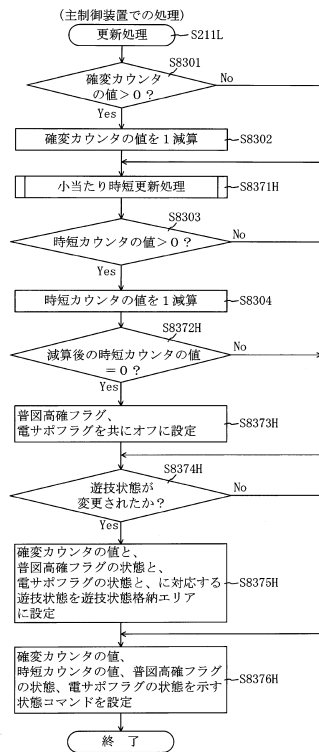 (主制御装置での処理)
更新処理
S211L
S8301
確変カウンタ
の値>0?
No
Yes
確変カウンタの値を1減算
S8302
小当たり時短更新処理
S8371H
S8303
時短カウンタの値>0?
No
Yes
時短カウンタの値を1減算
S8304
S8372H
減算後の時短カウンタの値
=0?
No
Yes
普図高確フラグ、
電サポフラグを共にオフに設定
S8373H
S8374H
遊技状態が
変更されたか?
No
Yes
確変カウンタの値と、
普図高確フラグの状態と、
電サポフラグの状態と、に対応する
遊技状態を遊技状態格納エリア
に設定
S8375H
確変カウンタの値、
時短カウンタの値、普図高確フラグ
の状態、電サポフラグの状態を示す
状態コマンドを設定
S8376H
終了